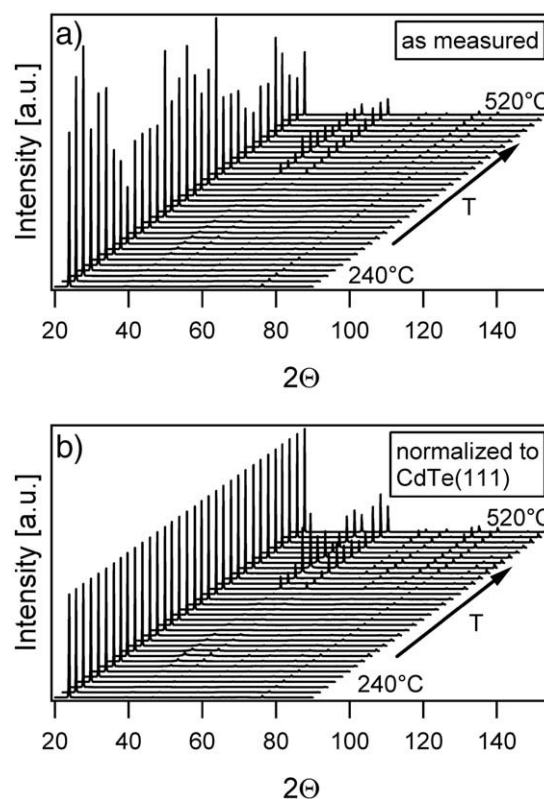 a)
as measured
Intensity [a.u.]
520°C
T
240°C
20 40 60 80 100 120 140
2Θ
b)
normalized to
CdTe(111)
Intensity [a.u.]
520°C
T
240°C
20 40 60 80 100 120 140
2Θ